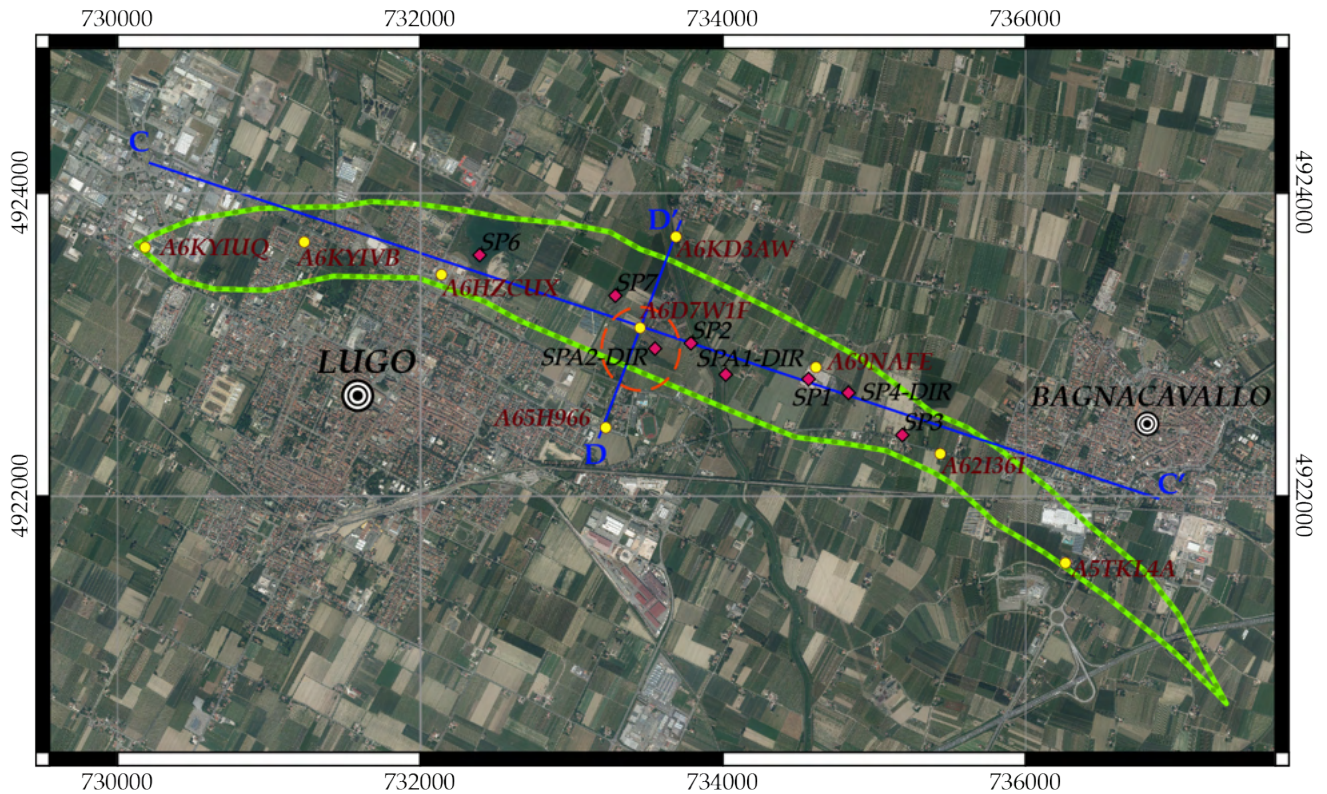 730000 732000 734000 736000
4924000
4924000
C
D'
SP6
A6KYIUQ
A6KYIVB
A6KD3AW
SP7
A6HZCUX
A6D7W1F
SP2
SPA2-DIR
SPA1-DIR
A69NAFE
LUGO
SP1
SP4-DIR
BAGNACAVALLO
A65H966
SP3
D
A62I36I
C'
4922000
4922000
A5TKL4A
730000 732000 734000 736000